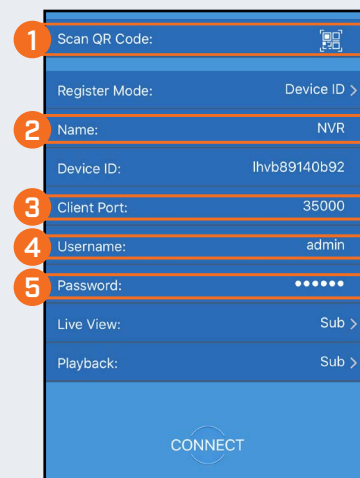 1 Scan QR Code:
Register Mode: Device ID >
2 Name: NVR
Device ID: lhvb89140b92
3 Client Port: 35000
4 Username: admin
5 Password: ●●●●●●
Live View: Sub >
Playback: Sub >
CONNECT